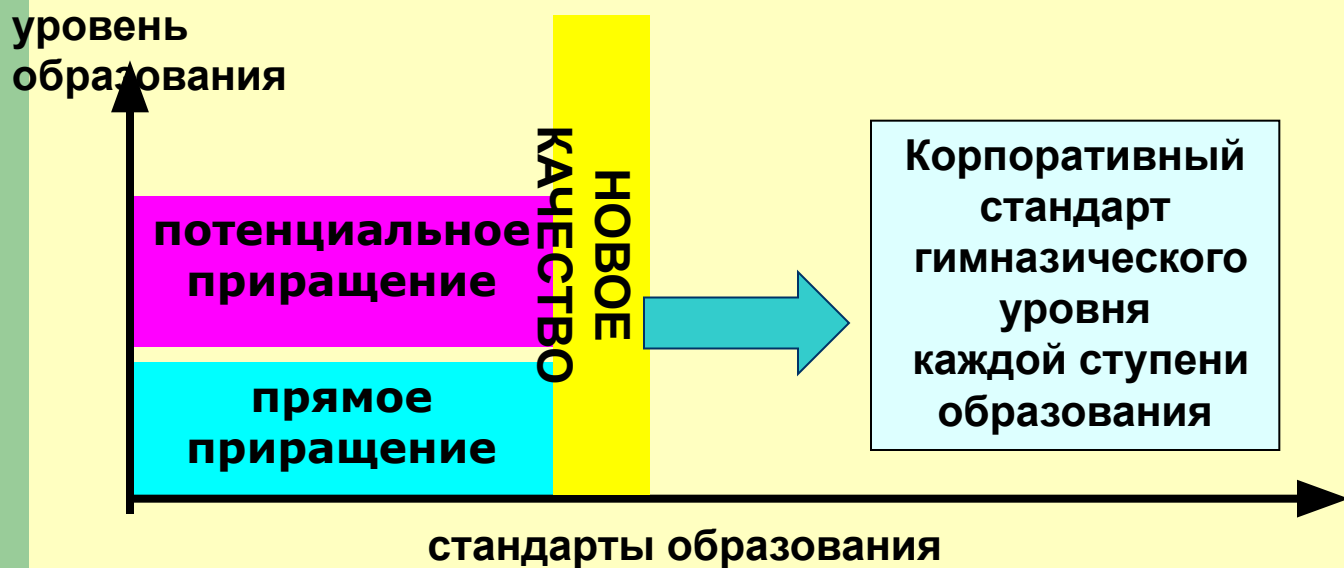 уровень
образования
потенциальное
приращение
прямое
приращение
НОВОЕ
КАЧЕСТВО
Корпоративный
стандарт
гимназического
уровня
каждой ступени
образования
стандарты образования